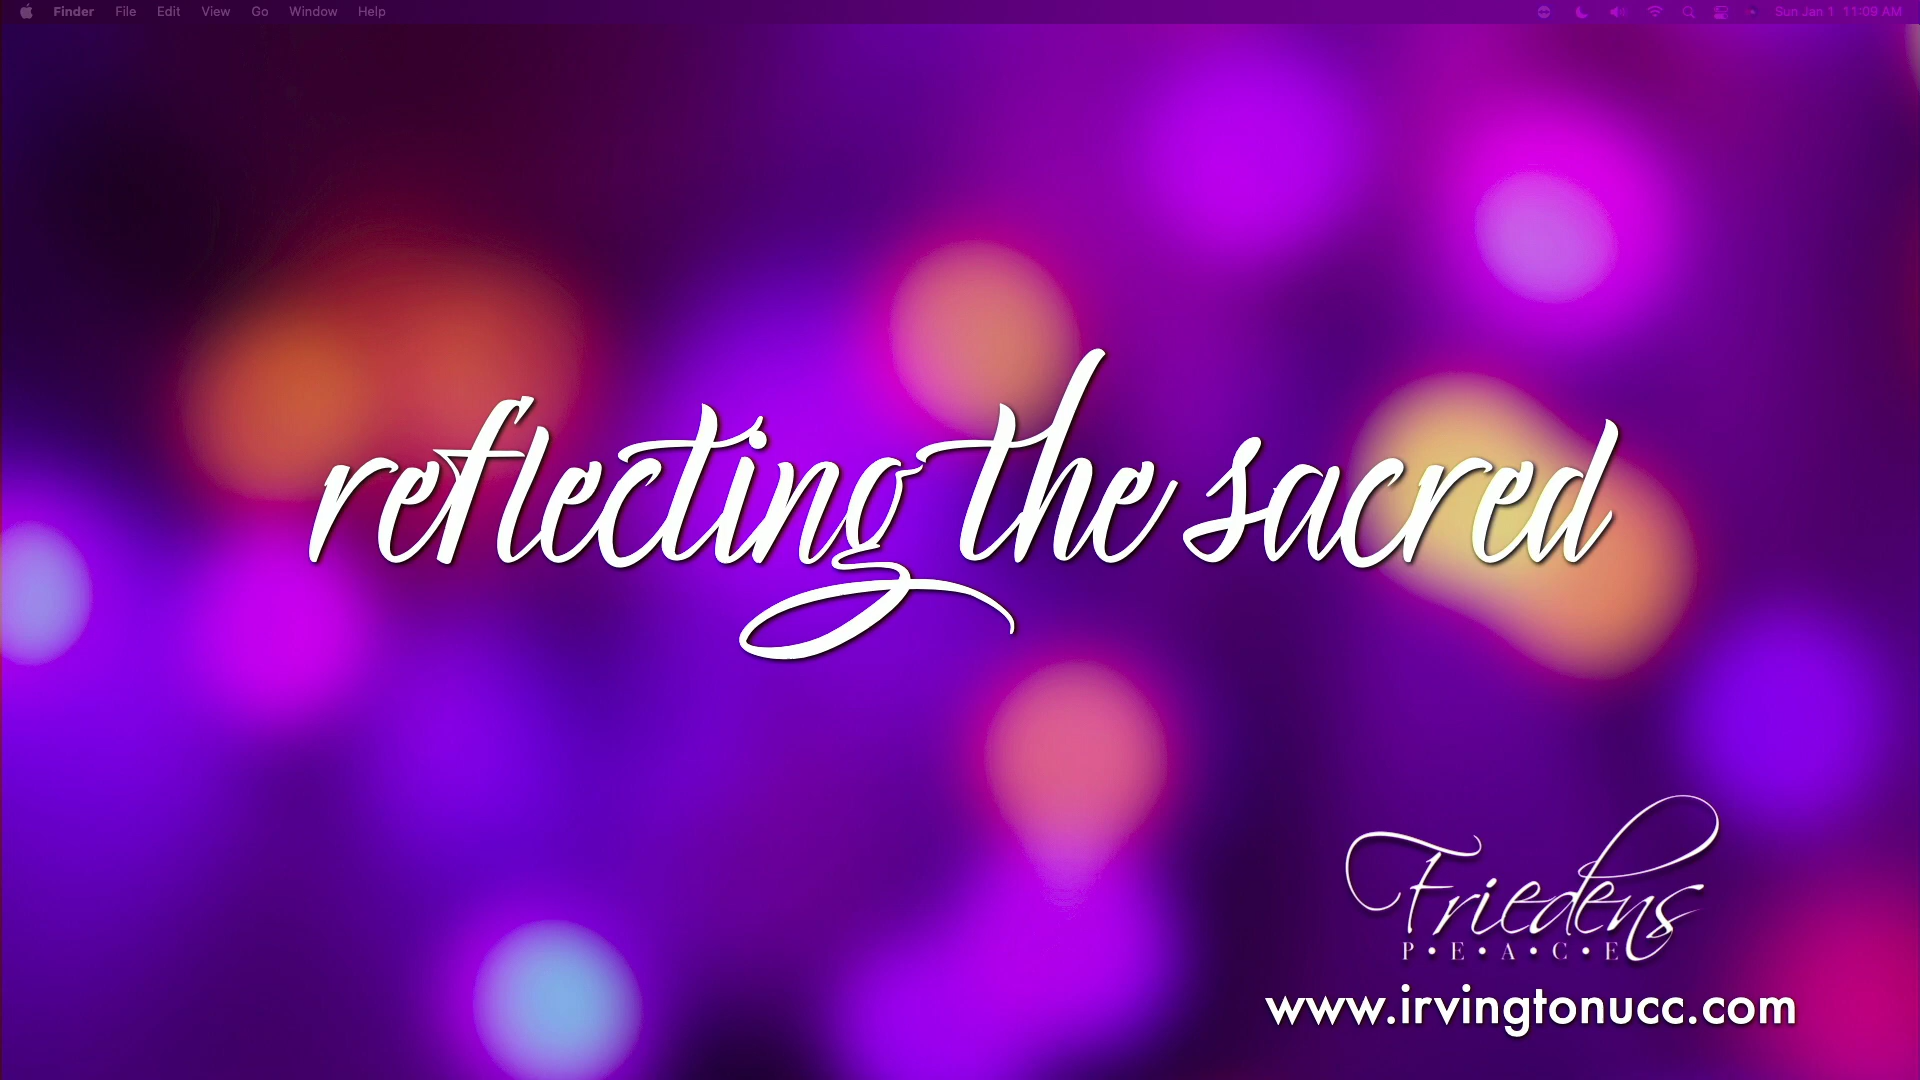 Finder File Edit View Go Window Help Sun Jan 1 11:09 AM
reflecting the sacred
Friedens
P•E•A•C•E
www.irvingtonucc.com